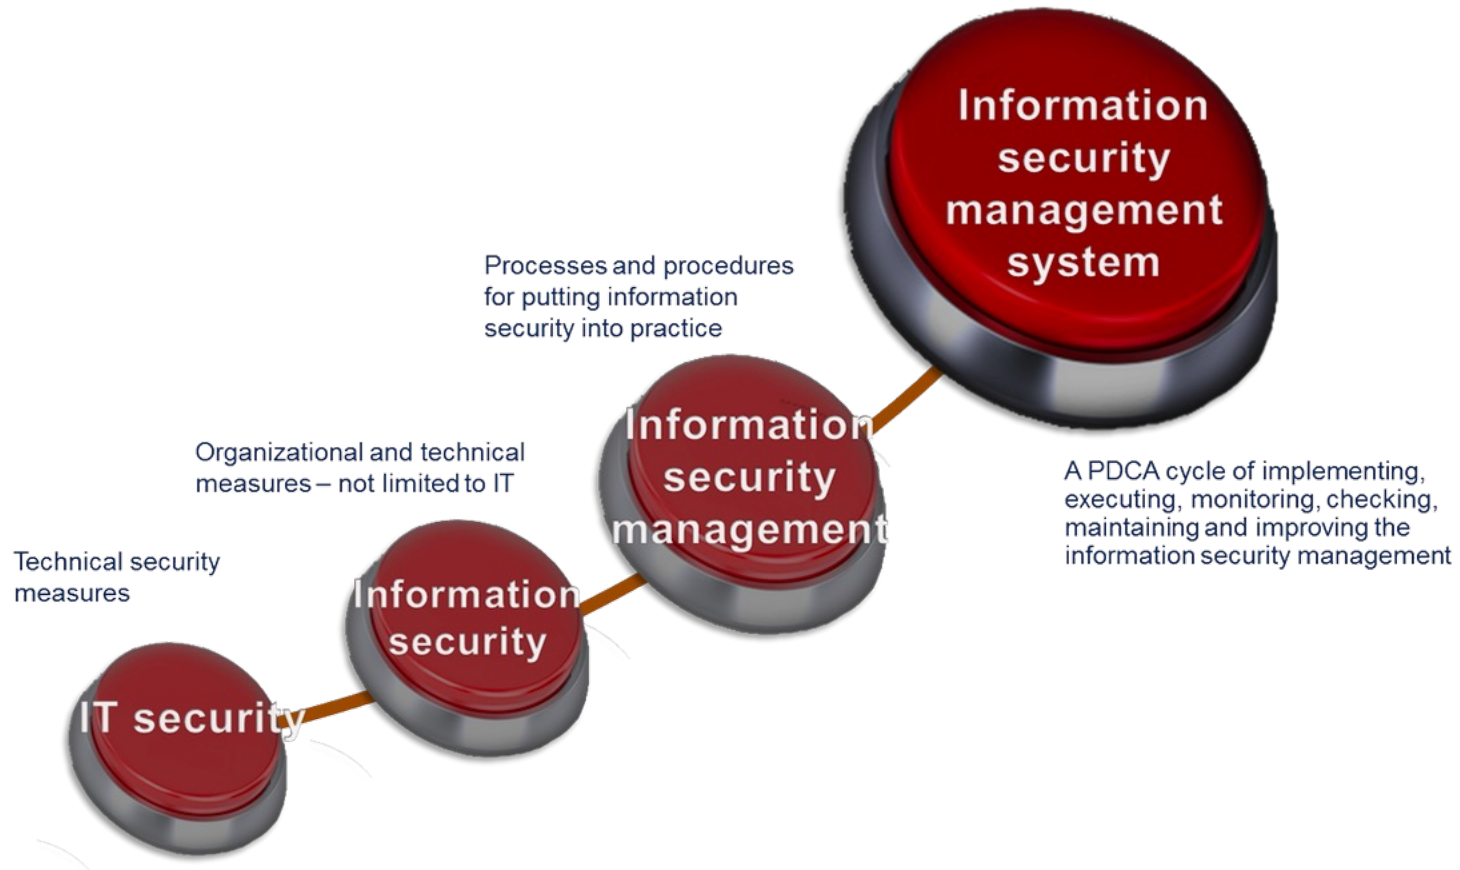 Information
security
management
system
Processes and procedures
for putting information
security into practice
Information
security
management
A PDCA cycle of implementing,
executing, monitoring, checking,
maintaining and improving the
information security management
Organizational and technical
measures – not limited to IT
Information
security
Technical security
measures
IT security